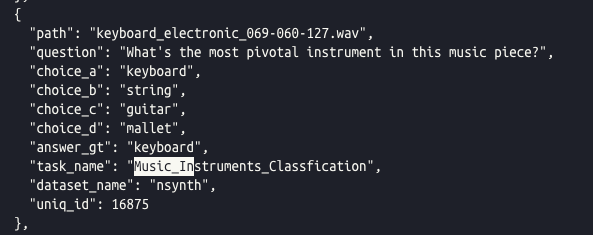 {
"path": "keyboard_electronic_069-060-127.wav",
"question": "What's the most pivotal instrument in this music piece?",
"choice_a": "keyboard",
"choice_b": "string",
"choice_c": "guitar",
"choice_d": "mallet",
"answer_gt": "keyboard",
"task_name": "Music_Instruments_Classfication",
"dataset_name": "nsynth",
"uniq_id": 16875
},